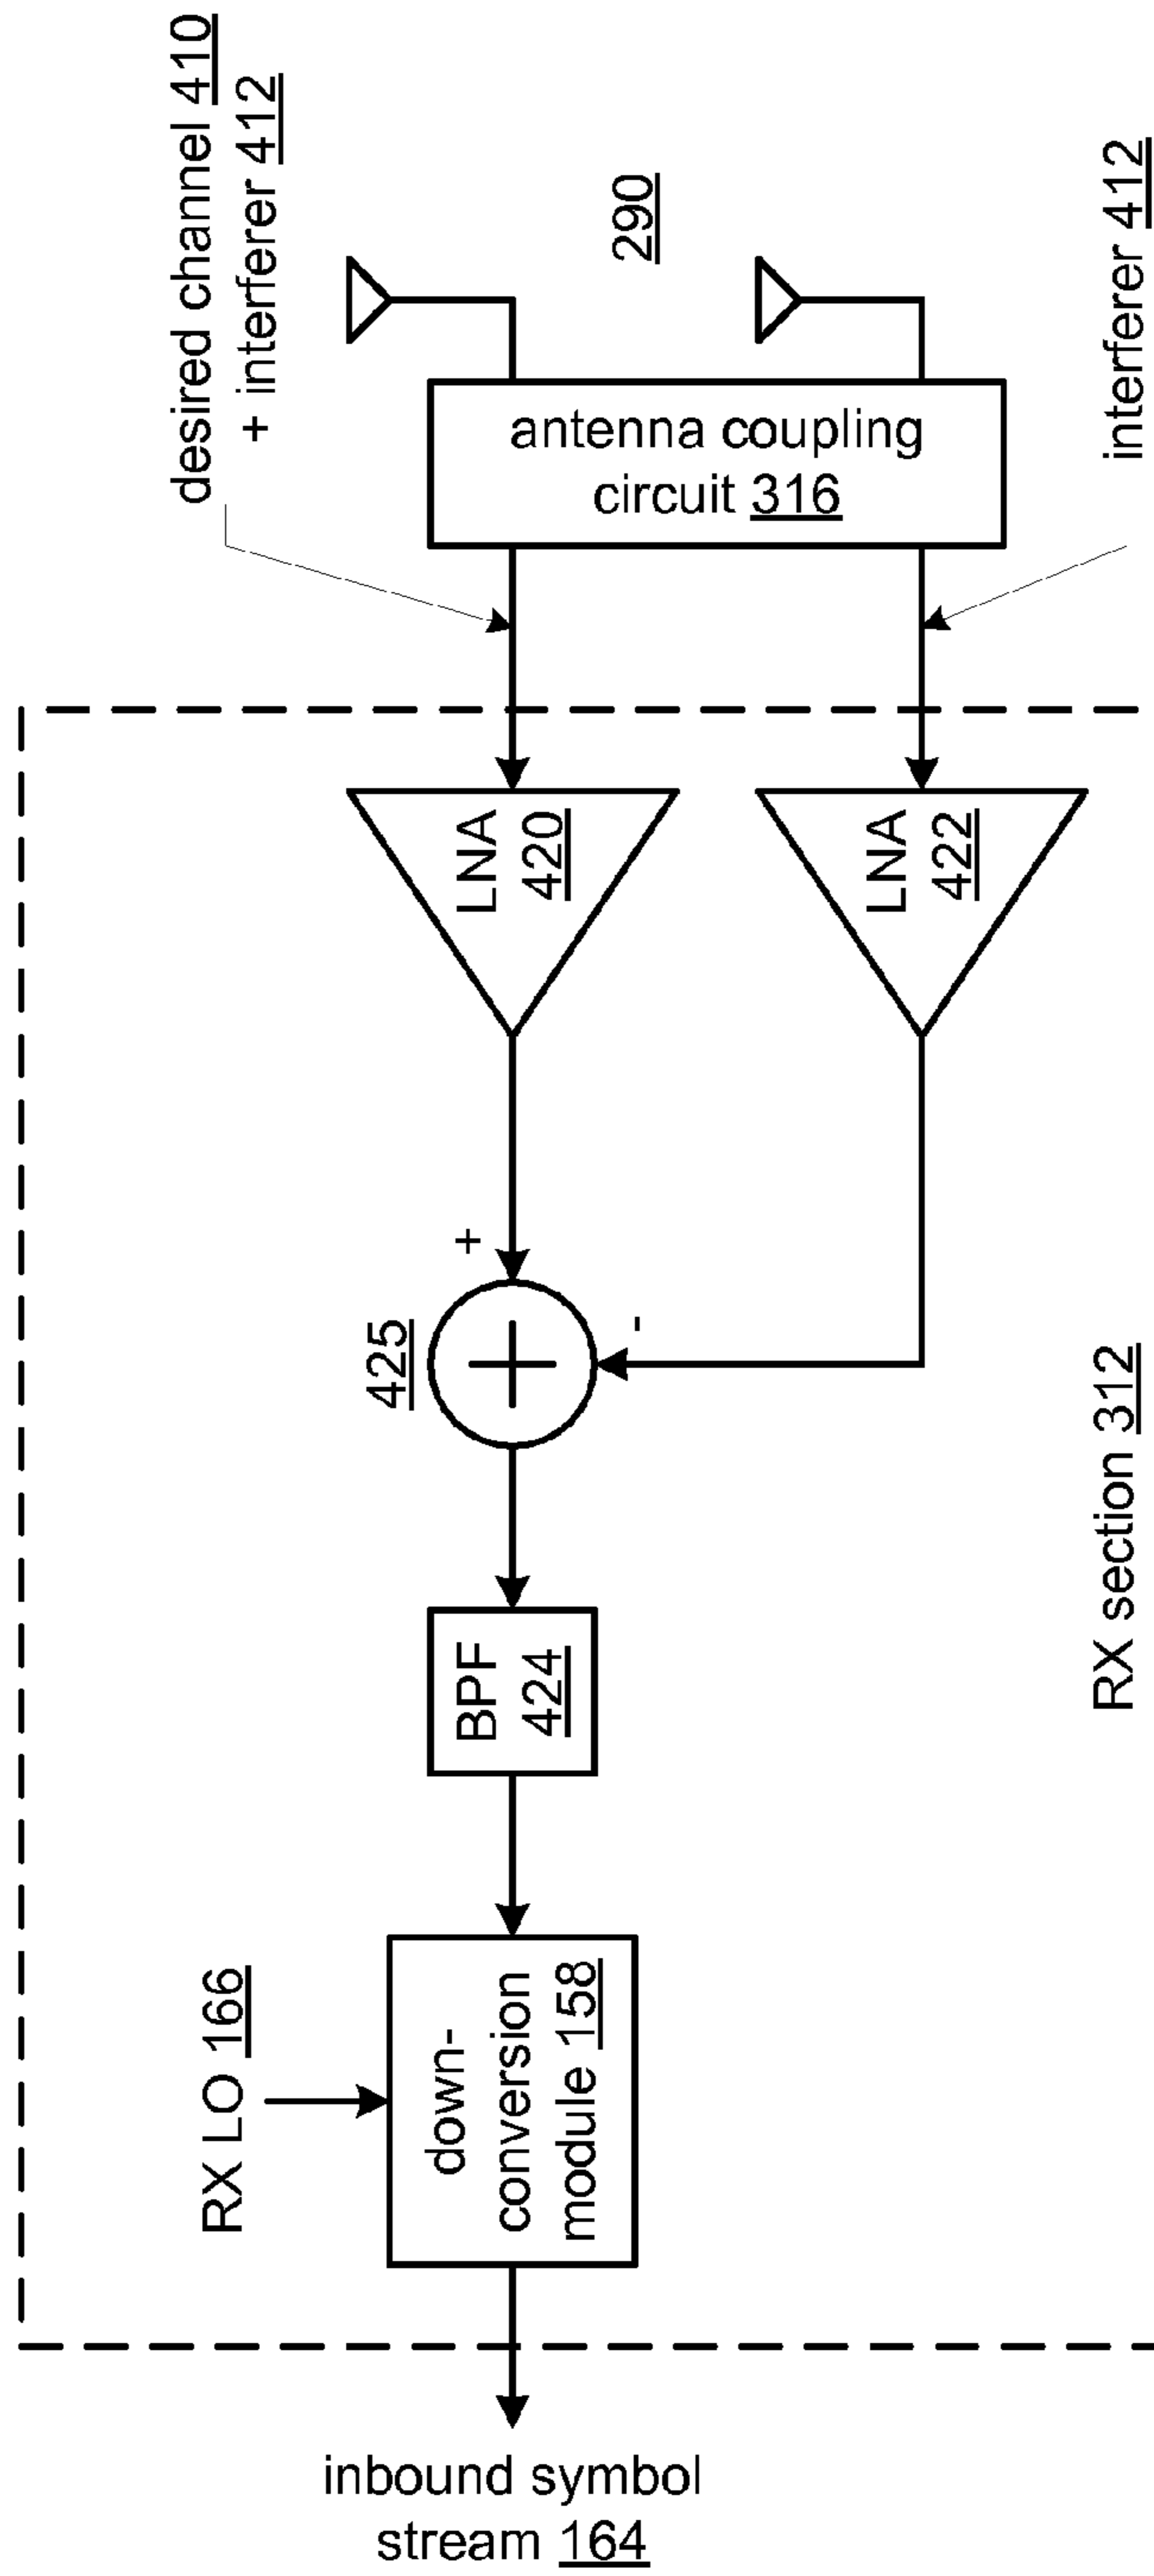 desired channel 410
+ interferer 412
290
antenna coupling
circuit 316
interferer 412
LNA
420
LNA
422
+
425
-
BPF
424
RX section 312
RX LO 166
down-
conversion
module 158
inbound symbol
stream 164